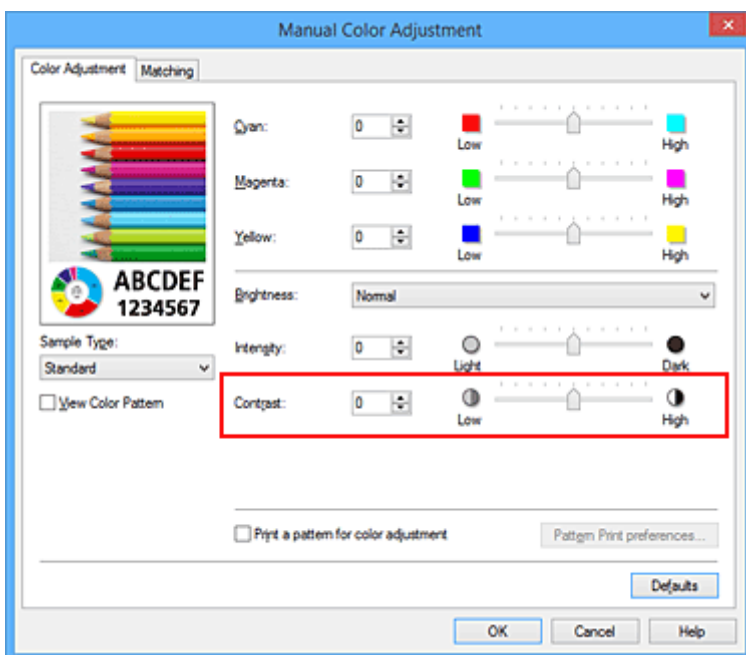 Manual Color Adjustment
Color Adjustment Matching
Cyan: 0 Low High
Magenta: 0 Low High
Yellow: 0 Low High
ABCDEF
1234567
Brightness: Normal
Sample Type:
Standard
Intensity: 0 Light Dark
View Color Pattern
Contrast: 0 Low High
Print a pattern for color adjustment Pattern Print preferences...
Defaults
OK Cancel Help